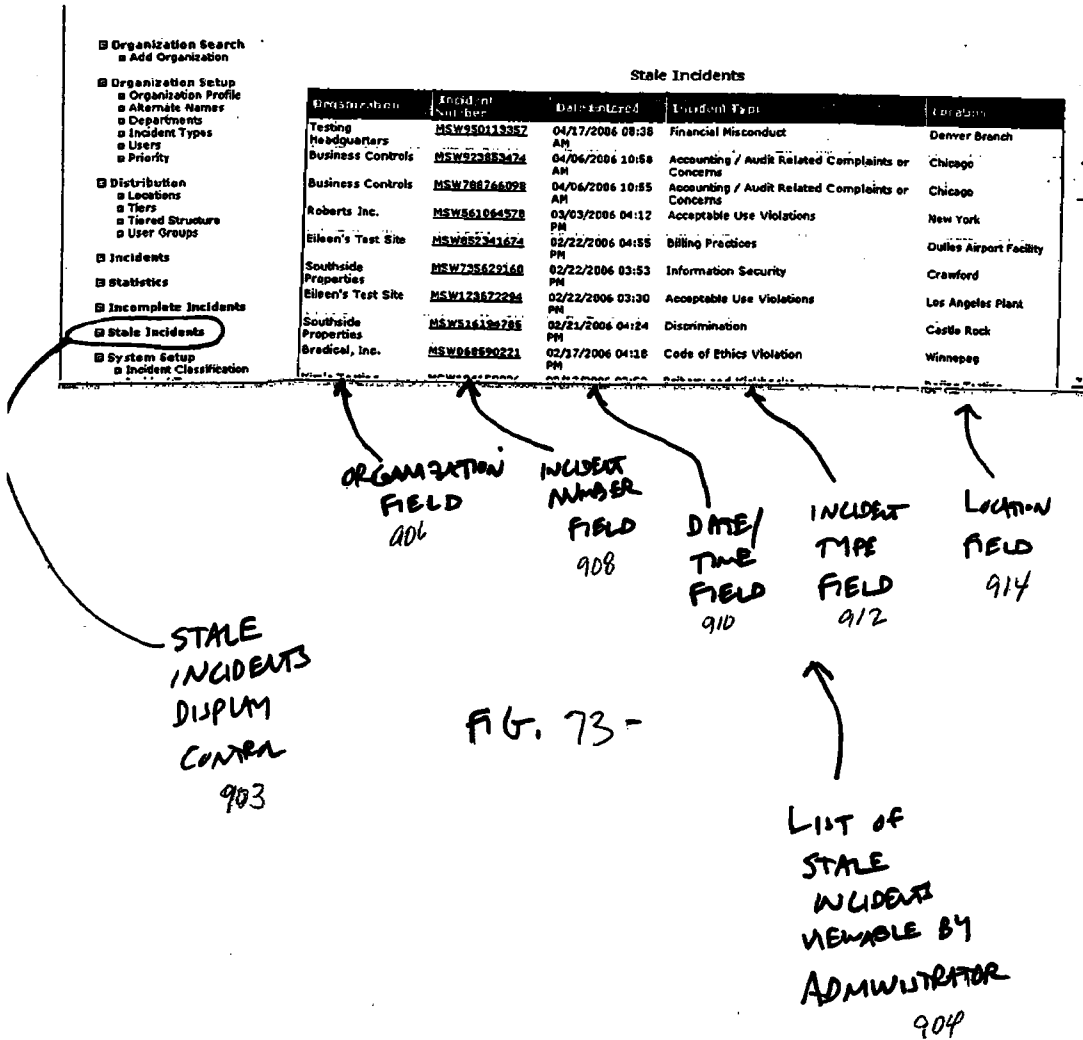 Organization Search
Add Organization
Organization Setup
Organization Profile
Alternate Names
Departments
Incident Types
Users
Priority
Distribution
Locations
Tiers
Tiered Structure
User Groups
Incidents
Statistics
Incomplete Incidents
Stale Incidents
System Setup
Incident Classification
Stale Incidents
Organization Incident Number Date Entered Incident Type Location
Testing Headquarters MSW950113357 04/17/2006 08:38 AM Financial Misconduct Denver Branch
Business Controls MSW923853474 04/06/2006 10:58 AM Accounting / Audit Related Complaints or Concerns Chicago
Business Controls MSW788766098 04/06/2006 10:55 AM Accounting / Audit Related Complaints or Concerns Chicago
Roberts Inc. MSW561064578 03/03/2006 04:12 PM Acceptable Use Violations New York
Eileen's Test Site MSW852341674 02/22/2006 04:55 PM Billing Practices Dulles Airport Facility
Southside Properties MSW735629160 02/22/2006 03:53 PM Information Security Crawford
Eileen's Test Site MSW123672294 02/22/2006 03:30 PM Acceptable Use Violations Los Angeles Plant
Southside Properties MSW516194785 02/21/2006 04:24 PM Discrimination Castle Rock
Bredical, Inc. MSW068590221 02/17/2006 04:18 PM Code of Ethics Violation Winnepeg
ORGANIZATION
FIELD
906
INCIDENT
NUMBER
FIELD
908
DATE/
TIME
FIELD
910
INCIDENT
TYPE
FIELD
912
LOCATION
FIELD
914
STALE
INCIDENTS
DISPLAY
CONTROL
903
FIG. 73-
LIST OF
STALE
INCIDENTS
VIEWABLE BY
ADMINISTRATOR
904